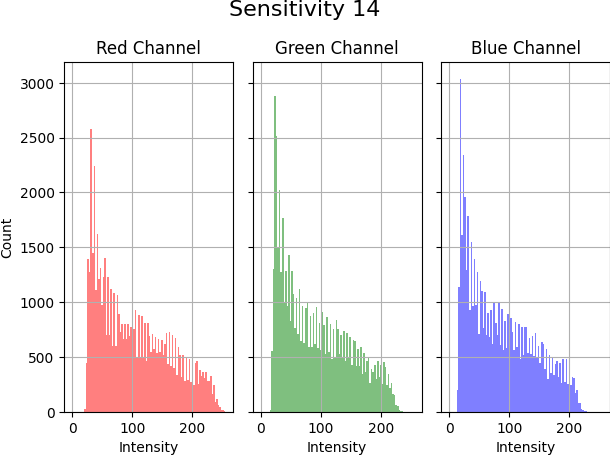 Sensitivity 14
Red Channel
Green Channel
Blue Channel
3000
2500
2000
1500
1000
500
0
Count
0 100 200
0 100 200
0 100 200
Intensity
Intensity
Intensity